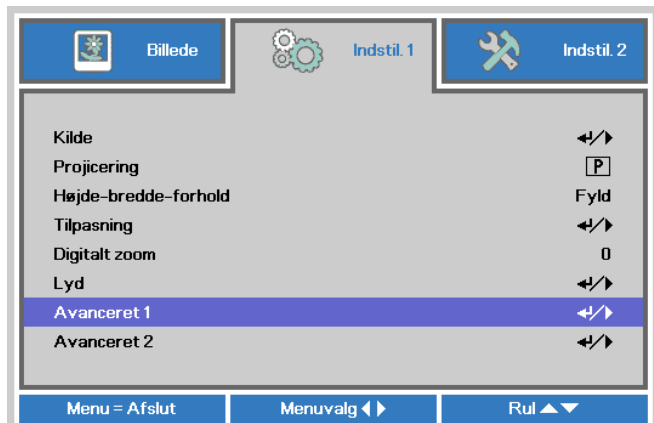 Billede
Indstil. 1
Indstil. 2
Kilde
Projicering P
Højde-bredde-forhold Fyld
Tilpasning
Digitalt zoom 0
Lyd
Avanceret 1
Avanceret 2
Menu = Afslut
Menuvalg
Rul